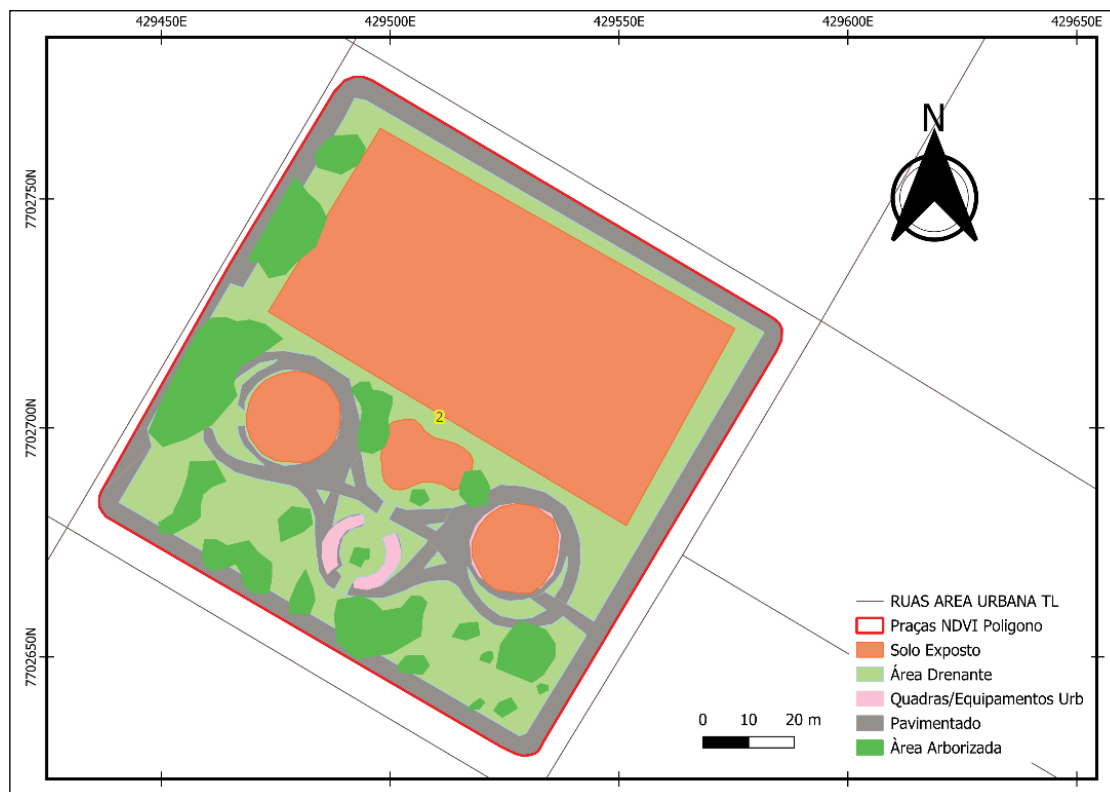 429450E 429500E 429550E 429600E 429650E
N
7702750N
7702700N
2
7702650N
RUAS AREA URBANA TL
Praças NDVI Poligono
Solo Exposto
Área Drenante
Quadras/Equipamentos Urb
Pavimentado
Àrea Arborizada
0 10 20 m